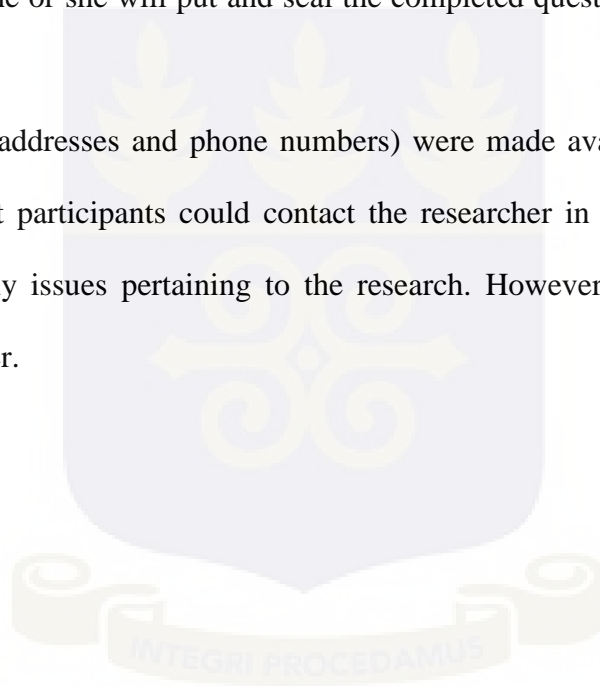 e or she will put and seal the completed quest
addresses and phone numbers) were made ava
t participants could contact the researcher in
y issues pertaining to the research. However
r.
INTEGRI PROCEDAMUS